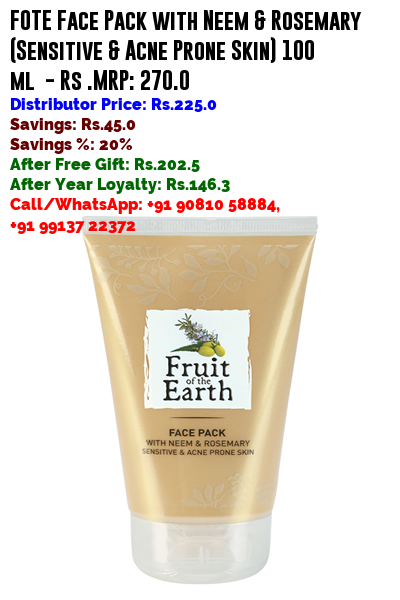 FOTE Face Pack with Neem & Rosemary
(Sensitive & Acne Prone Skin) 100
ml - Rs .MRP: 270.0
Distributor Price: Rs.225.0
Savings: Rs.45.0
Savings %: 20%
After Free Gift: Rs.202.5
After Year Loyalty: Rs.146.3
Call/WhatsApp: +91 90810 58884,
+91 99137 22372
Fruit
of the
Earth
FACE PACK
WITH NEEM & ROSEMARY
SENSITIVE & ACNE PRONE SKIN